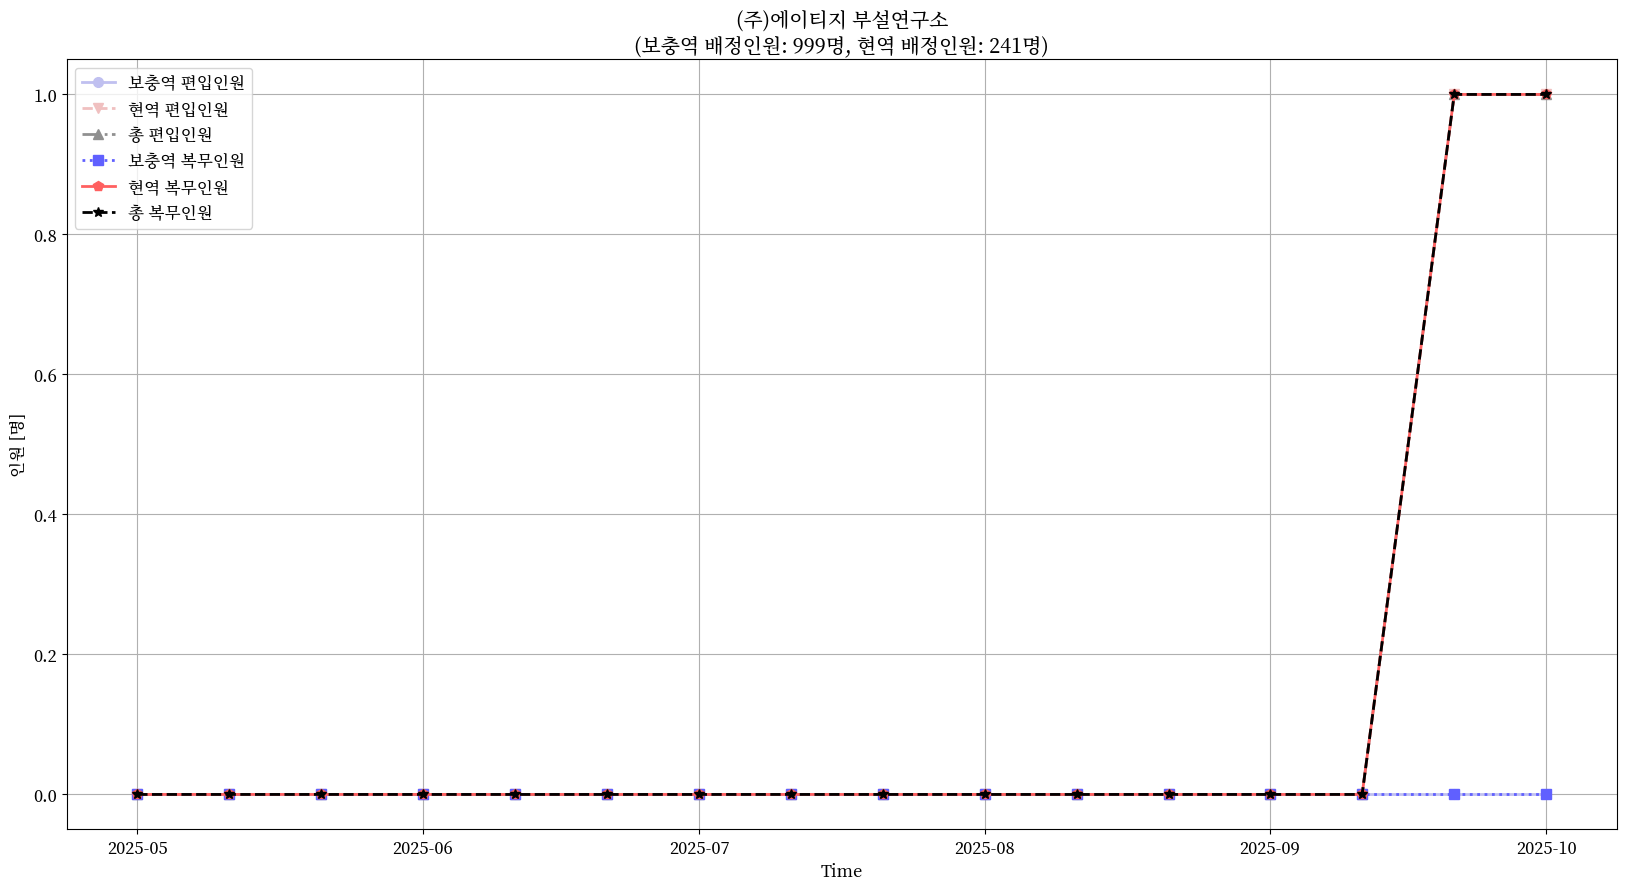 (주)에이티지 부설연구소
(보충역 배정인원: 999명, 현역 배정인원: 241명)
보충역 편입인원
현역 편입인원
총 편입인원
보충역 복무인원
현역 복무인원
총 복무인원
1.0
0.8
0.6
0.4
0.2
0.0
인원 [명]
2025-05 2025-06 2025-07 2025-08 2025-09 2025-10
Time